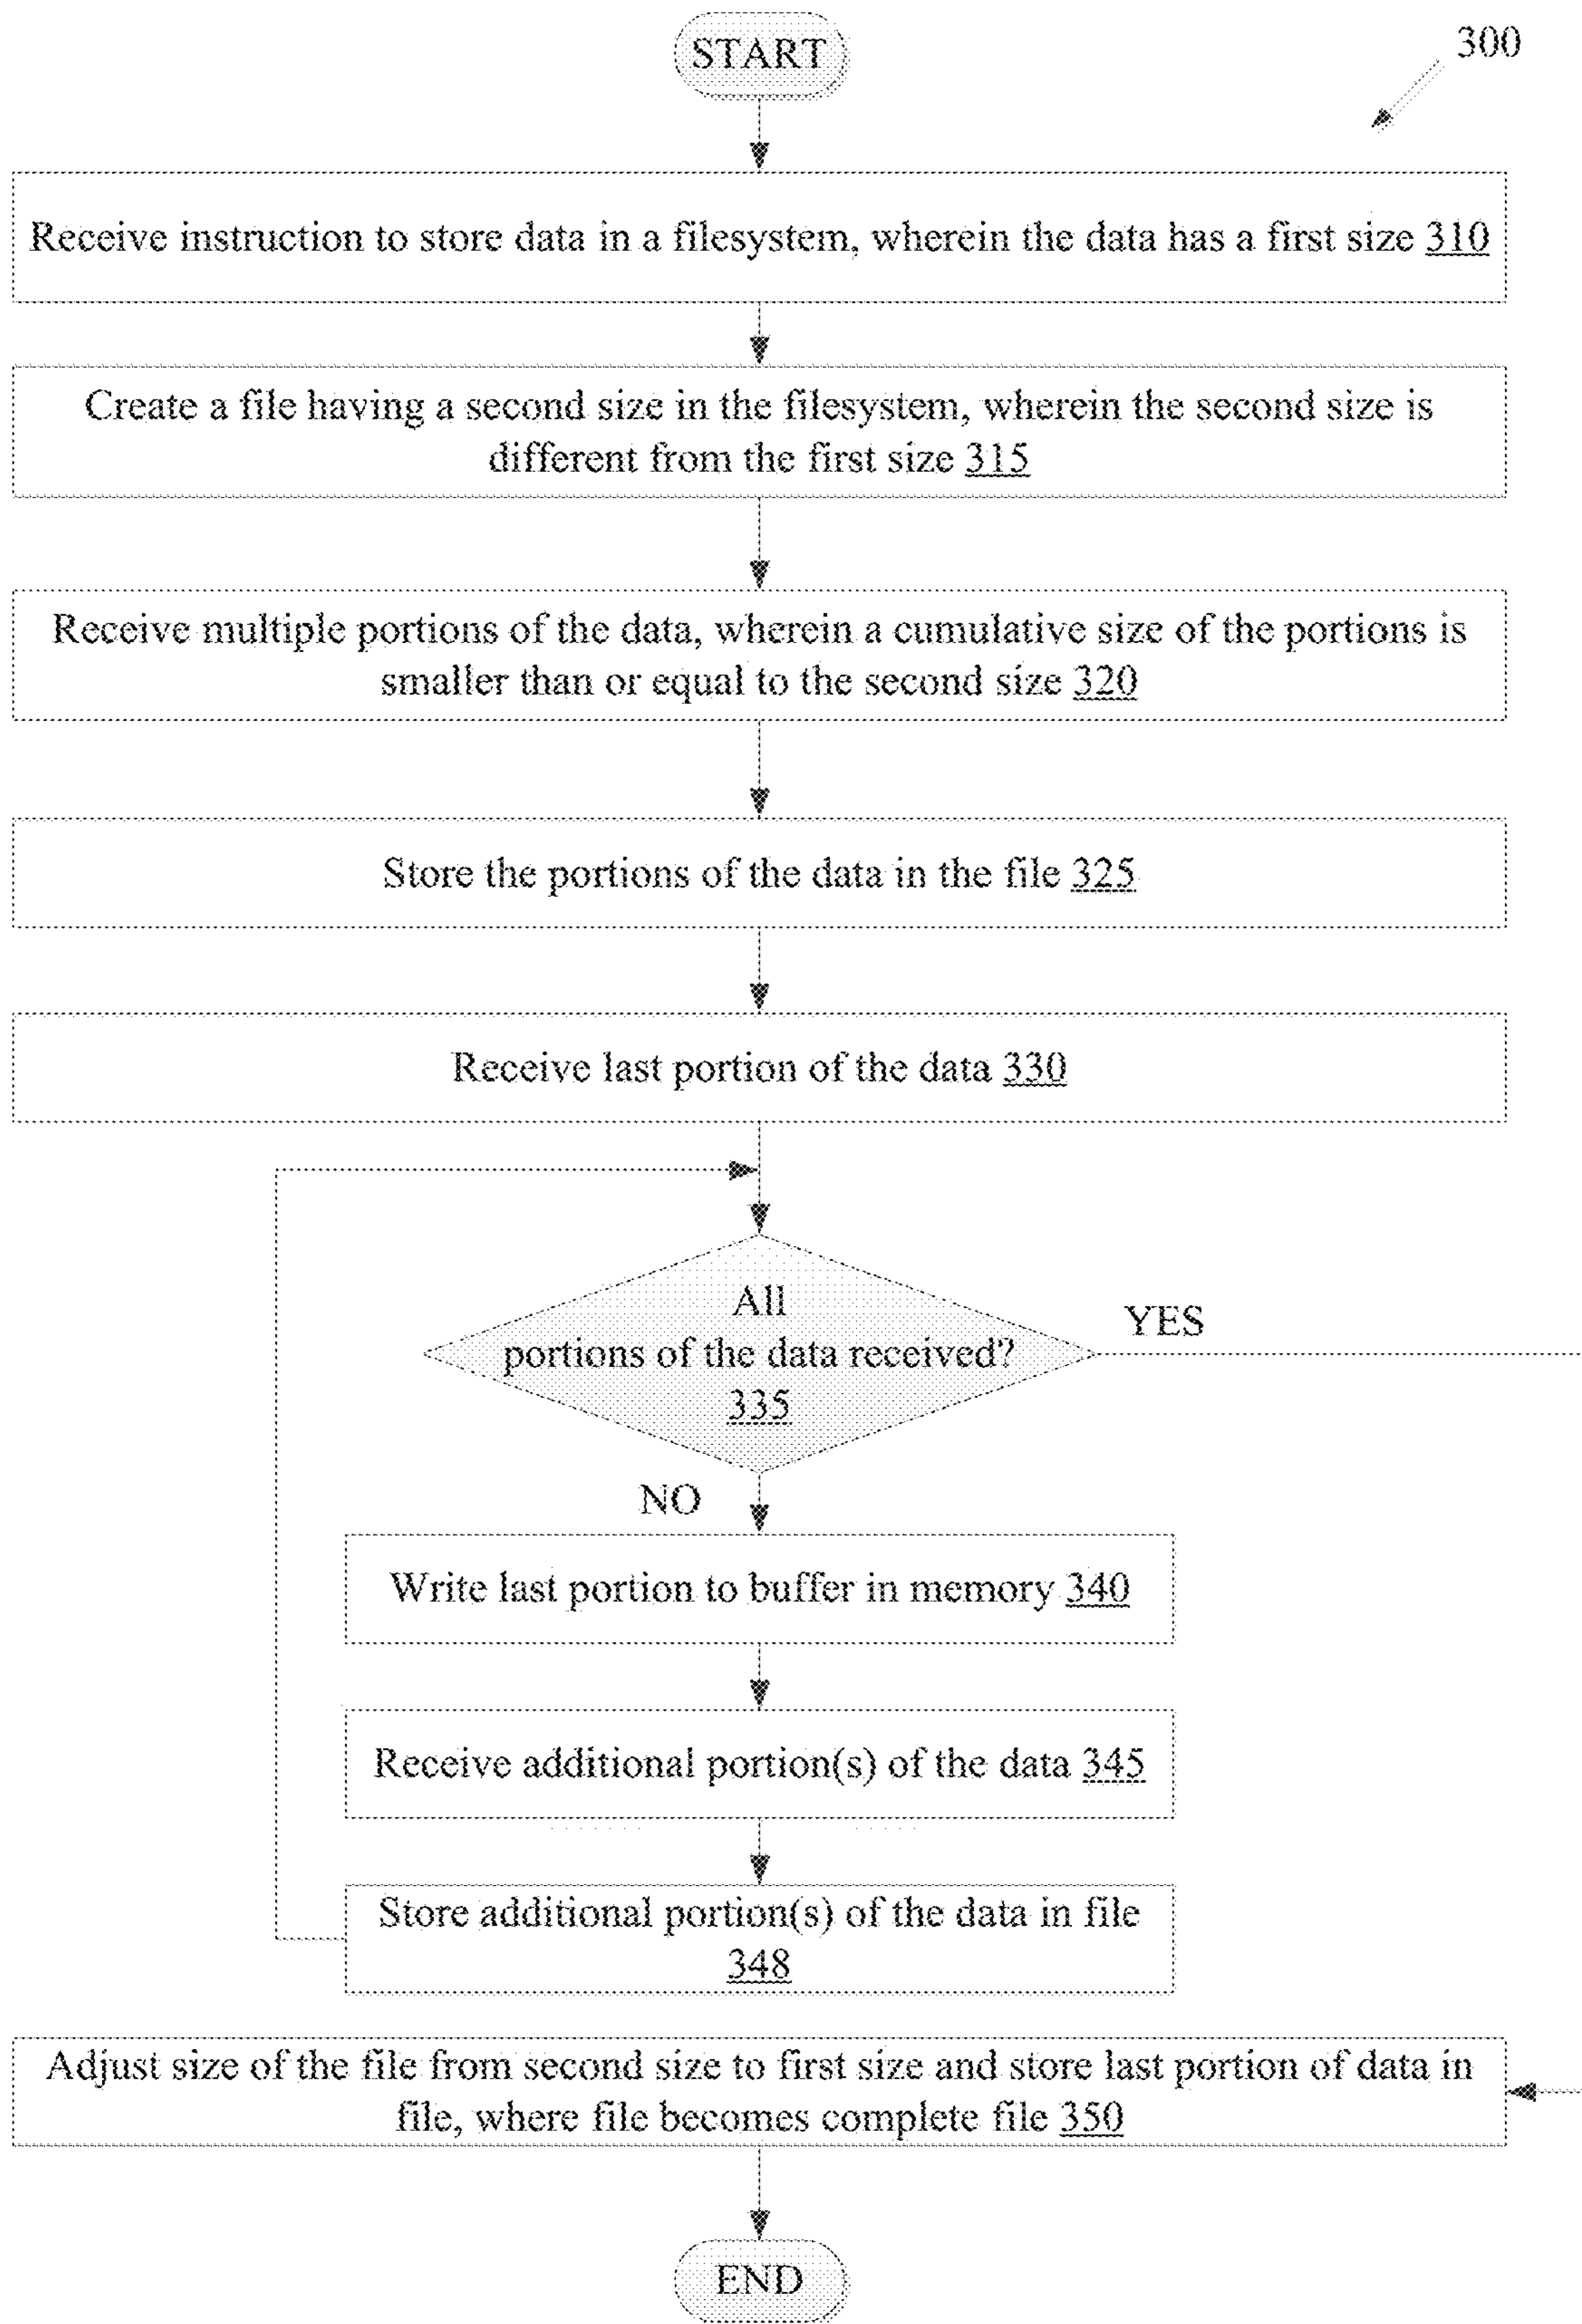 START
300
Receive instruction to store data in a filesystem, wherein the data has a first size 310
Create a file having a second size in the filesystem, wherein the second size is
different from the first size 315
Receive multiple portions of the data, wherein a cumulative size of the portions is
smaller than or equal to the second size 320
Store the portions of the data in the file 325
Receive last portion of the data 330
All
portions of the data received?
335
YES
NO
Write last portion to buffer in memory 340
Receive additional portion(s) of the data 345
Store additional portion(s) of the data in file
348
Adjust size of the file from second size to first size and store last portion of data in
file, where file becomes complete file 350
END